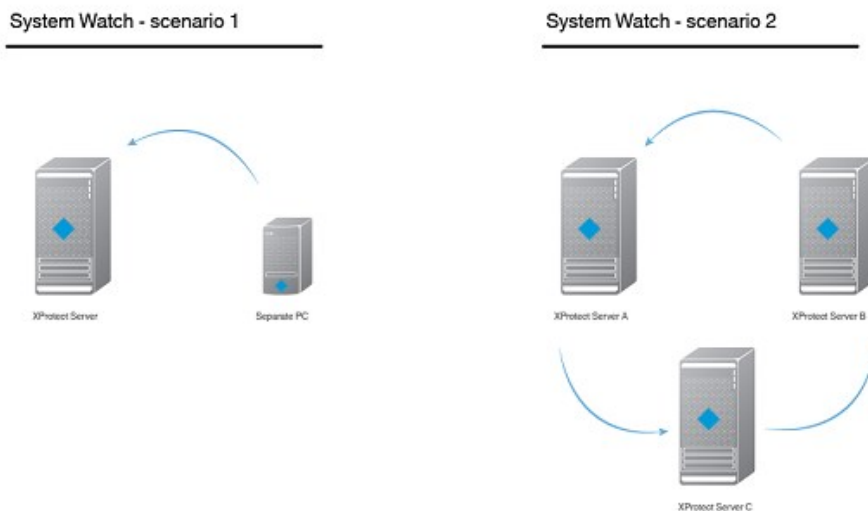 System Watch - scenario 1
System Watch - scenario 2
XProtect Server
Separate PC
XProtect Server A
XProtect Server B
XProtect Server C